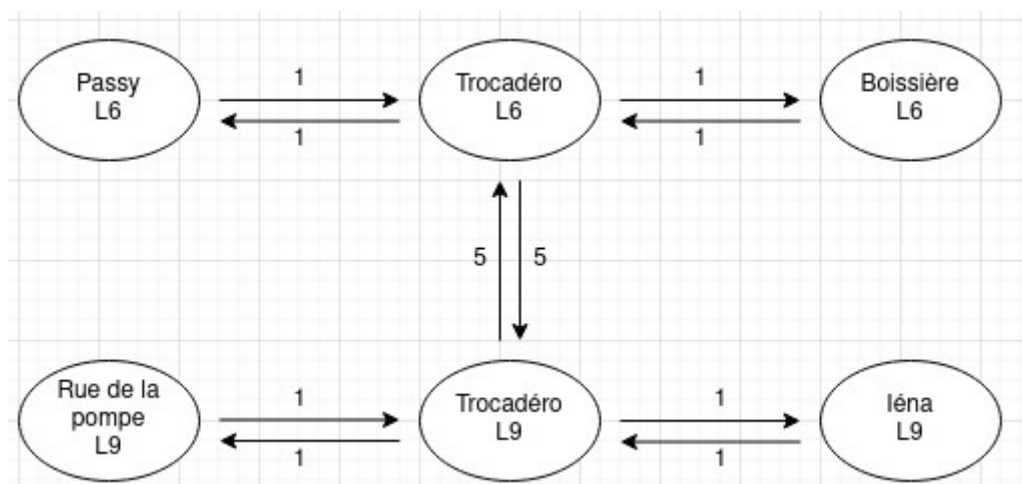 Passy
L6
1
1
Trocadéro
L6
1
1
Boissière
L6
5
5
Rue de la
pompe
L9
1
1
Trocadéro
L9
1
1
Iéna
L9